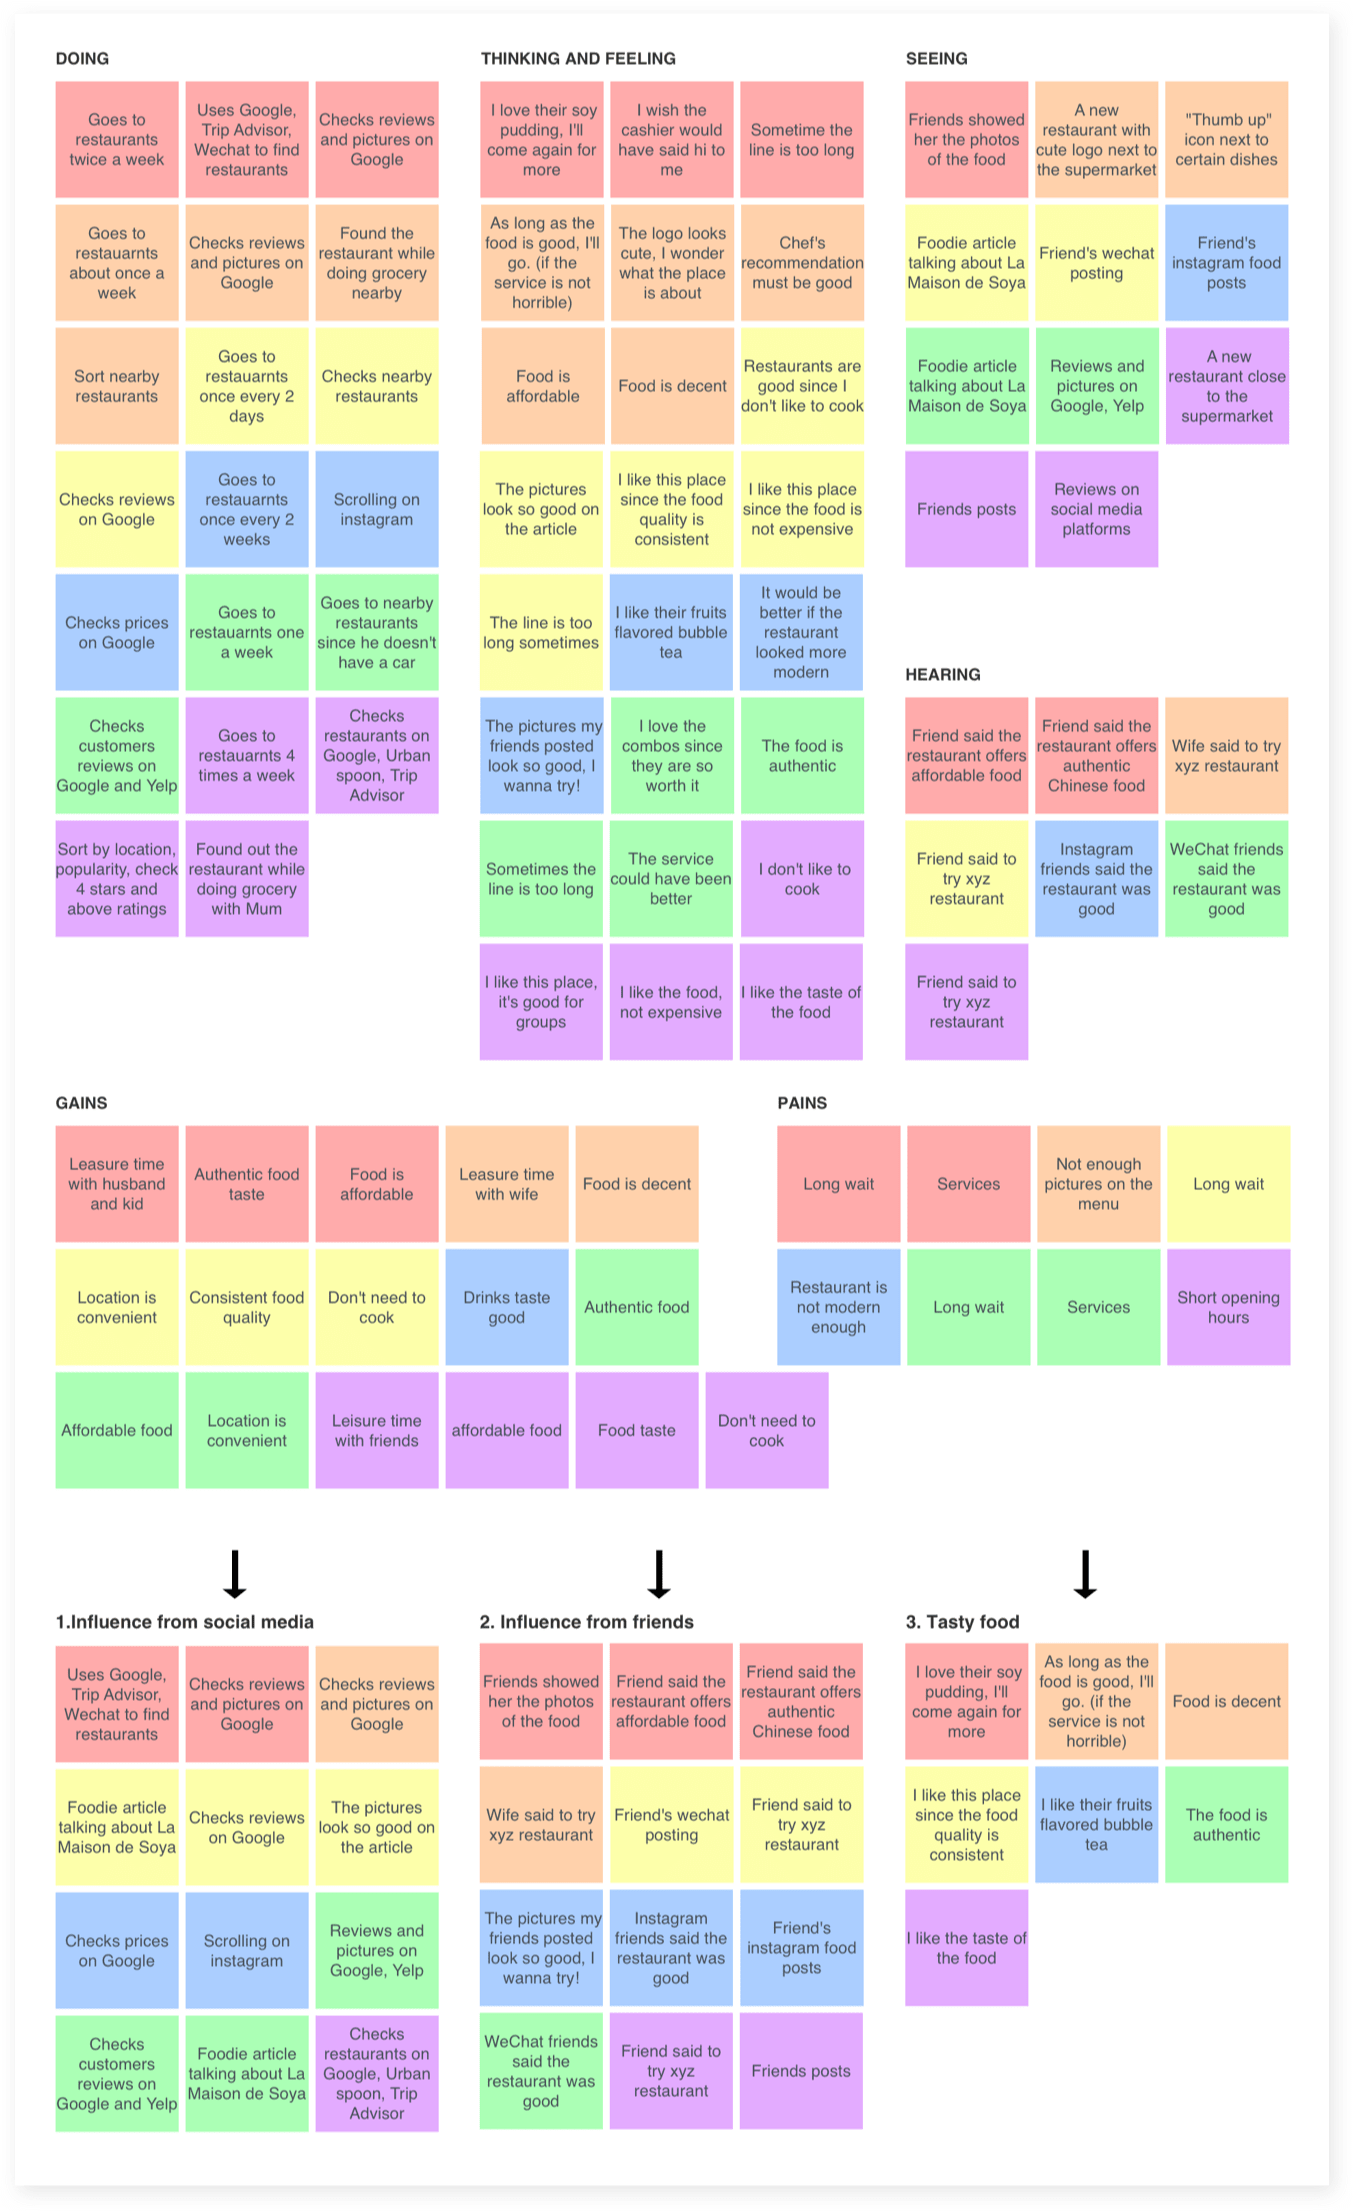 DOING
Goes to
restaurants
twice a week
Uses Google,
Trip Advisor,
Wechat to find
restaurants
Checks reviews
and pictures on
Google
Goes to
restauarnts
about once a
week
Checks reviews
and pictures on
Google
Found the
restaurant while
doing grocery
nearby
Sort nearby
restaurants
Goes to
restauarnts
once every 2
days
Checks nearby
restaurants
Checks reviews
on Google
Goes to
restauarnts
once every 2
weeks
Scrolling on
instagram
Checks prices
on Google
Goes to
restauarnts one
a week
Goes to nearby
restaurants
since he doesn't
have a car
Checks
customers
reviews on
Google and Yelp
Goes to
restauarnts 4
times a week
Checks
restaurants on
Google, Urban
spoon, Trip
Advisor
Sort by location,
popularity, check
4 stars and
above ratings
Found out the
restaurant while
doing grocery
with Mum
THINKING AND FEELING
I love their soy
pudding, I'll
come again for
more
I wish the
cashier would
have said hi to
me
Sometime the
line is too long
As long as the
food is good, I'll
go. (if the
service is not
horrible)
The logo looks
cute, I wonder
what the place
is about
Chef's
recommendation
must be good
Food is
affordable
Food is decent
Restaurants are
good since I
don't like to cook
The pictures
look so good on
the article
I like this place
since the food
quality is
consistent
I like this place
since the food is
not expensive
The line is too
long sometimes
I like their fruits
flavored bubble
tea
It would be
better if the
restaurant
looked more
modern
The pictures my
friends posted
look so good, I
wanna try!
I love the
combos since
they are so
worth it
The food is
authentic
Sometimes the
line is too long
The service
could have been
better
I don't like to
cook
I like this place,
it's good for
groups
I like the food,
not expensive
I like the taste of
the food
SEEING
Friends showed
her the photos
of the food
A new
restaurant with
cute logo next to
the supermarket
"Thumb up"
icon next to
certain dishes
Foodie article
talking about La
Maison de Soya
Friend's wechat
posting
Friend's
instagram food
posts
Foodie article
talking about La
Maison de Soya
Reviews and
pictures on
Google, Yelp
A new
restaurant close
to the
supermarket
Friends posts
Reviews on
social media
platforms
HEARING
Friend said the
restaurant offers
affordable food
Friend said the
restaurant offers
authentic
Chinese food
Wife said to try
xyz restaurant
Friend said to
try xyz
restaurant
Instagram
friends said the
restaurant was
good
WeChat friends
said the
restaurant was
good
Friend said to
try xyz
restaurant
GAINS
Leasure time
with husband
and kid
Authentic food
taste
Food is
affordable
Leasure time
with wife
Food is decent
Location is
convenient
Consistent food
quality
Don't need to
cook
Drinks taste
good
Authentic food
Affordable food
Location is
convenient
Leisure time
with friends
affordable food
Food taste
Don't need to
cook
PAINS
Long wait
Services
Not enough
pictures on the
menu
Long wait
Restaurant is
not modern
enough
Long wait
Services
Short opening
hours
1.Influence from social media
Uses Google,
Trip Advisor,
Wechat to find
restaurants
Checks reviews
and pictures on
Google
Checks reviews
and pictures on
Google
Foodie article
talking about La
Maison de Soya
Checks reviews
on Google
The pictures
look so good on
the article
Checks prices
on Google
Scrolling on
instagram
Reviews and
pictures on
Google, Yelp
Checks
customers
reviews on
Google and Yelp
Foodie article
talking about La
Maison de Soya
Checks
restaurants on
Google, Urban
spoon, Trip
Advisor
2. Influence from friends
Friends showed
her the photos
of the food
Friend said the
restaurant offers
affordable food
Friend said the
restaurant offers
authentic
Chinese food
Wife said to try
xyz restaurant
Friend's wechat
posting
Friend said to
try xyz
restaurant
The pictures my
friends posted
look so good, I
wanna try!
Instagram
friends said the
restaurant was
good
Friend's
instagram food
posts
WeChat friends
said the
restaurant was
good
Friend said to
try xyz
restaurant
Friends posts
3. Tasty food
I love their soy
pudding, I'll
come again for
more
As long as the
food is good, I'll
go. (if the
service is not
horrible)
Food is decent
I like this place
since the food
quality is
consistent
I like their fruits
flavored bubble
tea
The food is
authentic
I like the taste of
the food